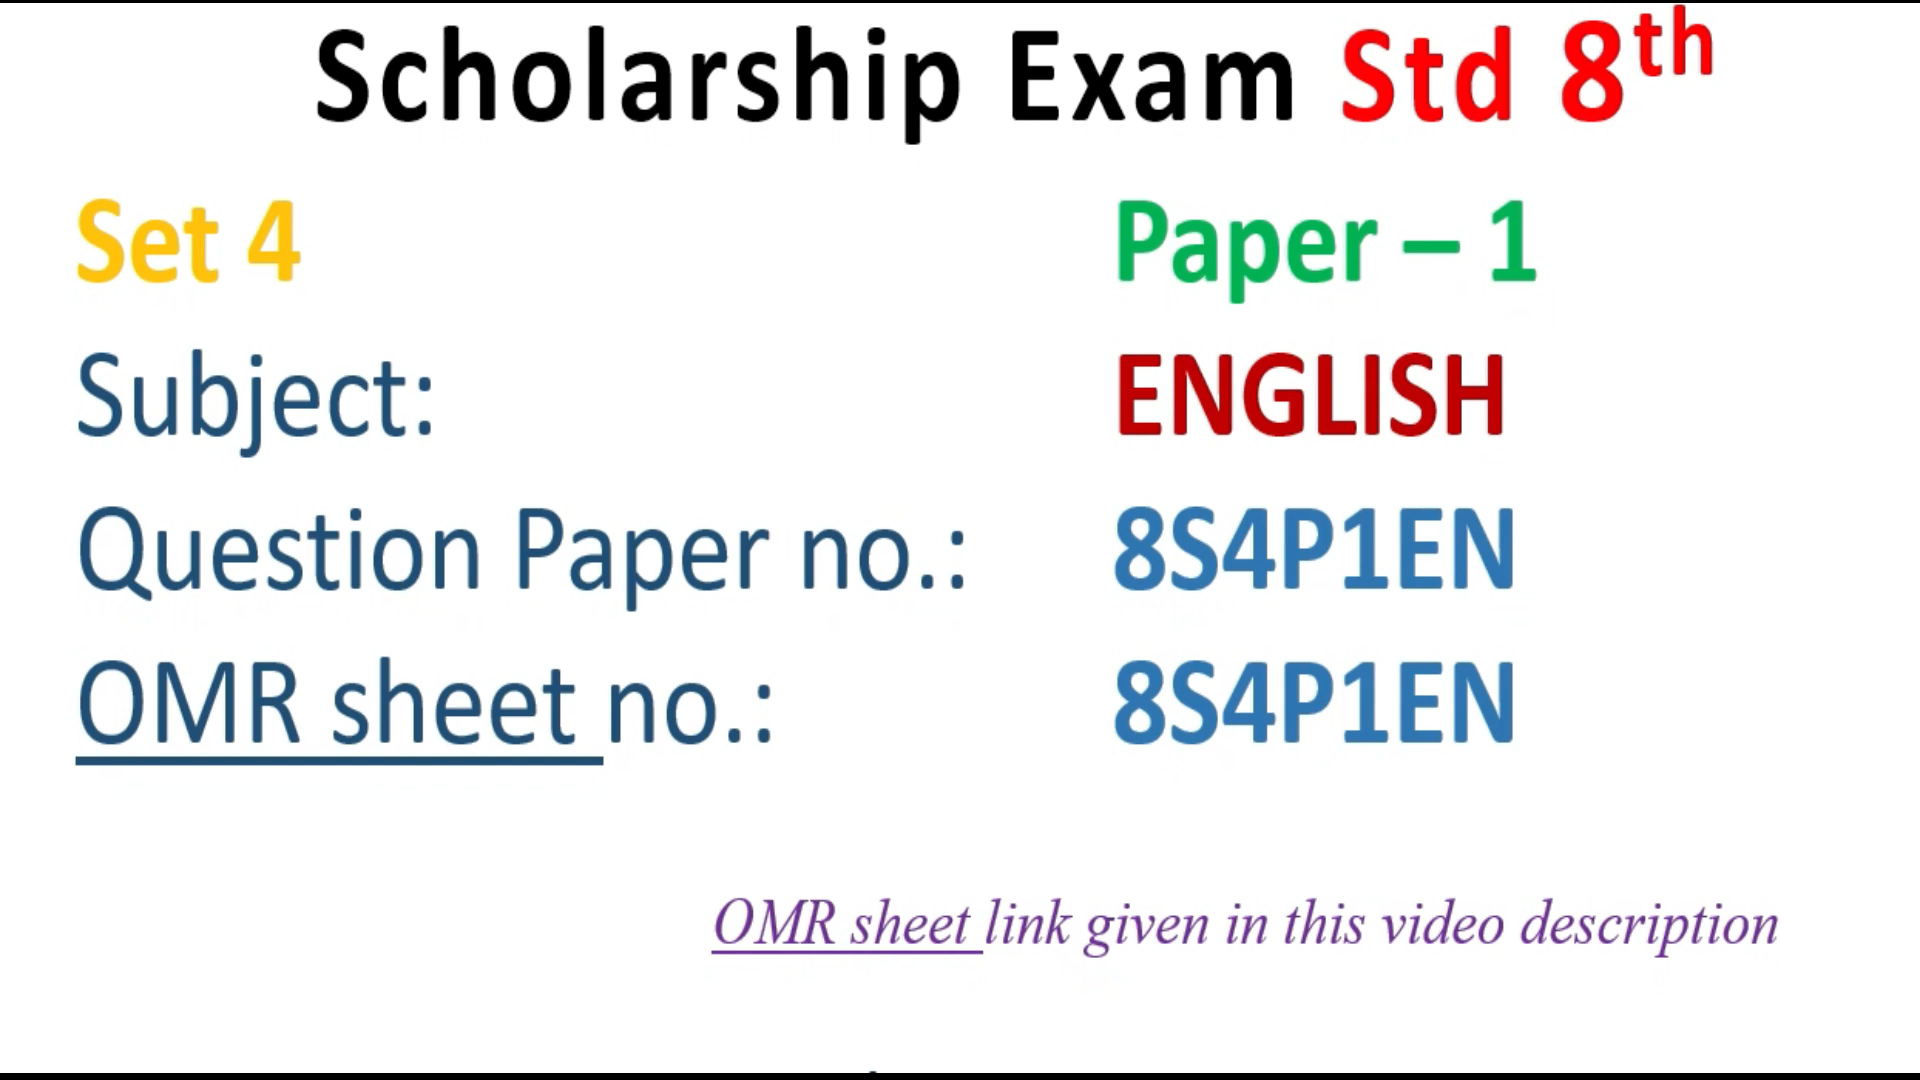 Scholarship Exam Std 8th
Set 4 Paper – 1
Subject: ENGLISH
Question Paper no.: 8S4P1EN
OMR sheet no.: 8S4P1EN
OMR sheet link given in this video description